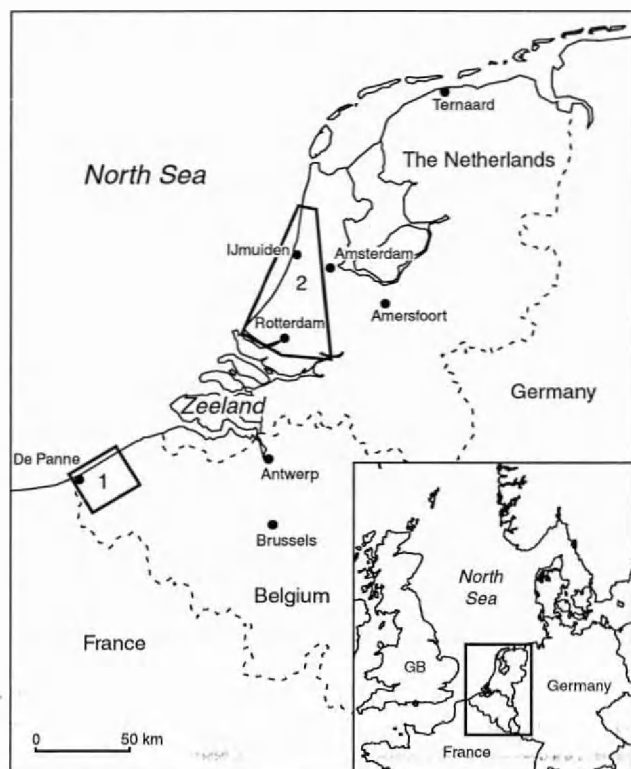 Ternaard
The Netherlands
North Sea
IJmuiden
Amsterdam
2
Amersfoort
Rotterdam
Germany
Zeeland
De Panne
1
Antwerp
Brussels
Belgium
France
0 50 km
North
Sea
GB
Germany
France